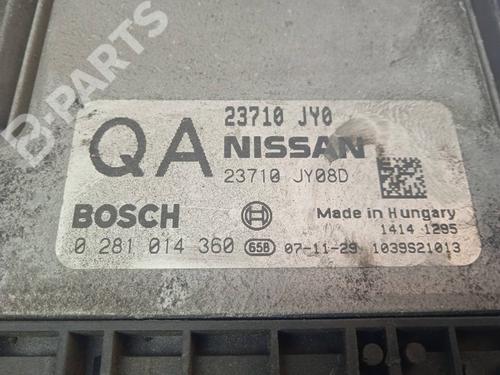 B-PARTS
23710 JY0
QA NISSAN
23710 JY08D
BOSCH
Made in Hungary
1414 1295
0 281 014 360 65B 07-11-29 1039S21013